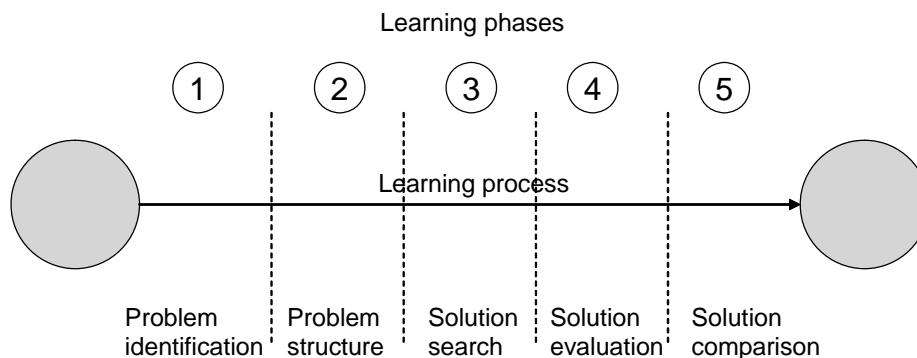 Learning phases
1 2 3 4 5
Learning process
Problem identification
Problem structure
Solution search
Solution evaluation
Solution comparison